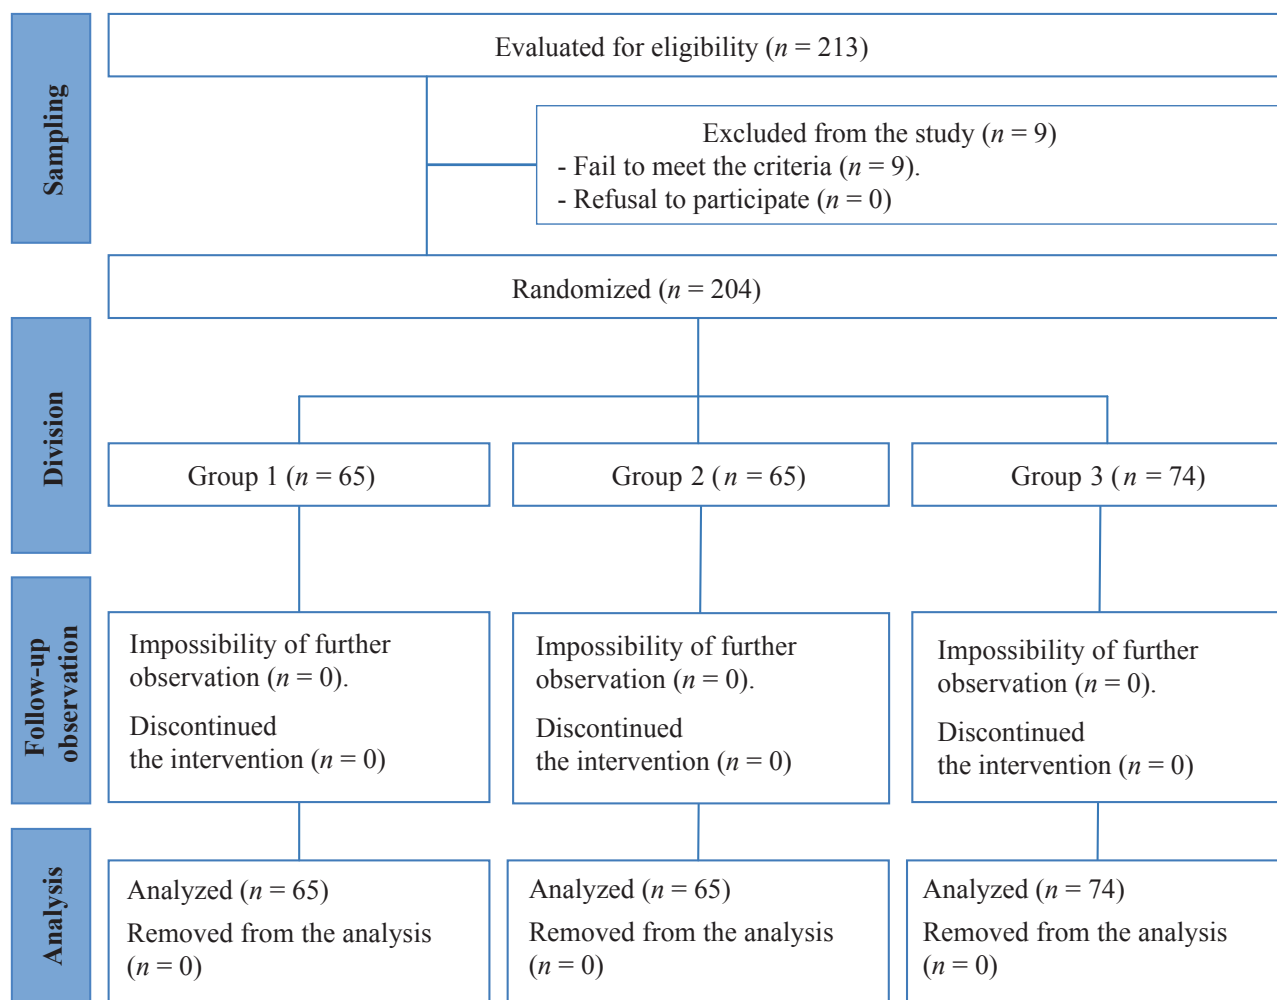 Sampling
Evaluated for eligibility (n = 213)
Excluded from the study (n = 9)
- Fail to meet the criteria (n = 9).
- Refusal to participate (n = 0)
Randomized (n = 204)
Division
Group 1 (n = 65)
Group 2 (n = 65)
Group 3 (n = 74)
Follow-up
observation
Impossibility of further
observation (n = 0).
Discontinued
the intervention (n = 0)
Impossibility of further
observation (n = 0).
Discontinued
the intervention (n = 0)
Impossibility of further
observation (n = 0).
Discontinued
the intervention (n = 0)
Analysis
Analyzed (n = 65)
Removed from the analysis
(n = 0)
Analyzed (n = 65)
Removed from the analysis
(n = 0)
Analyzed (n = 74)
Removed from the analysis
(n = 0)